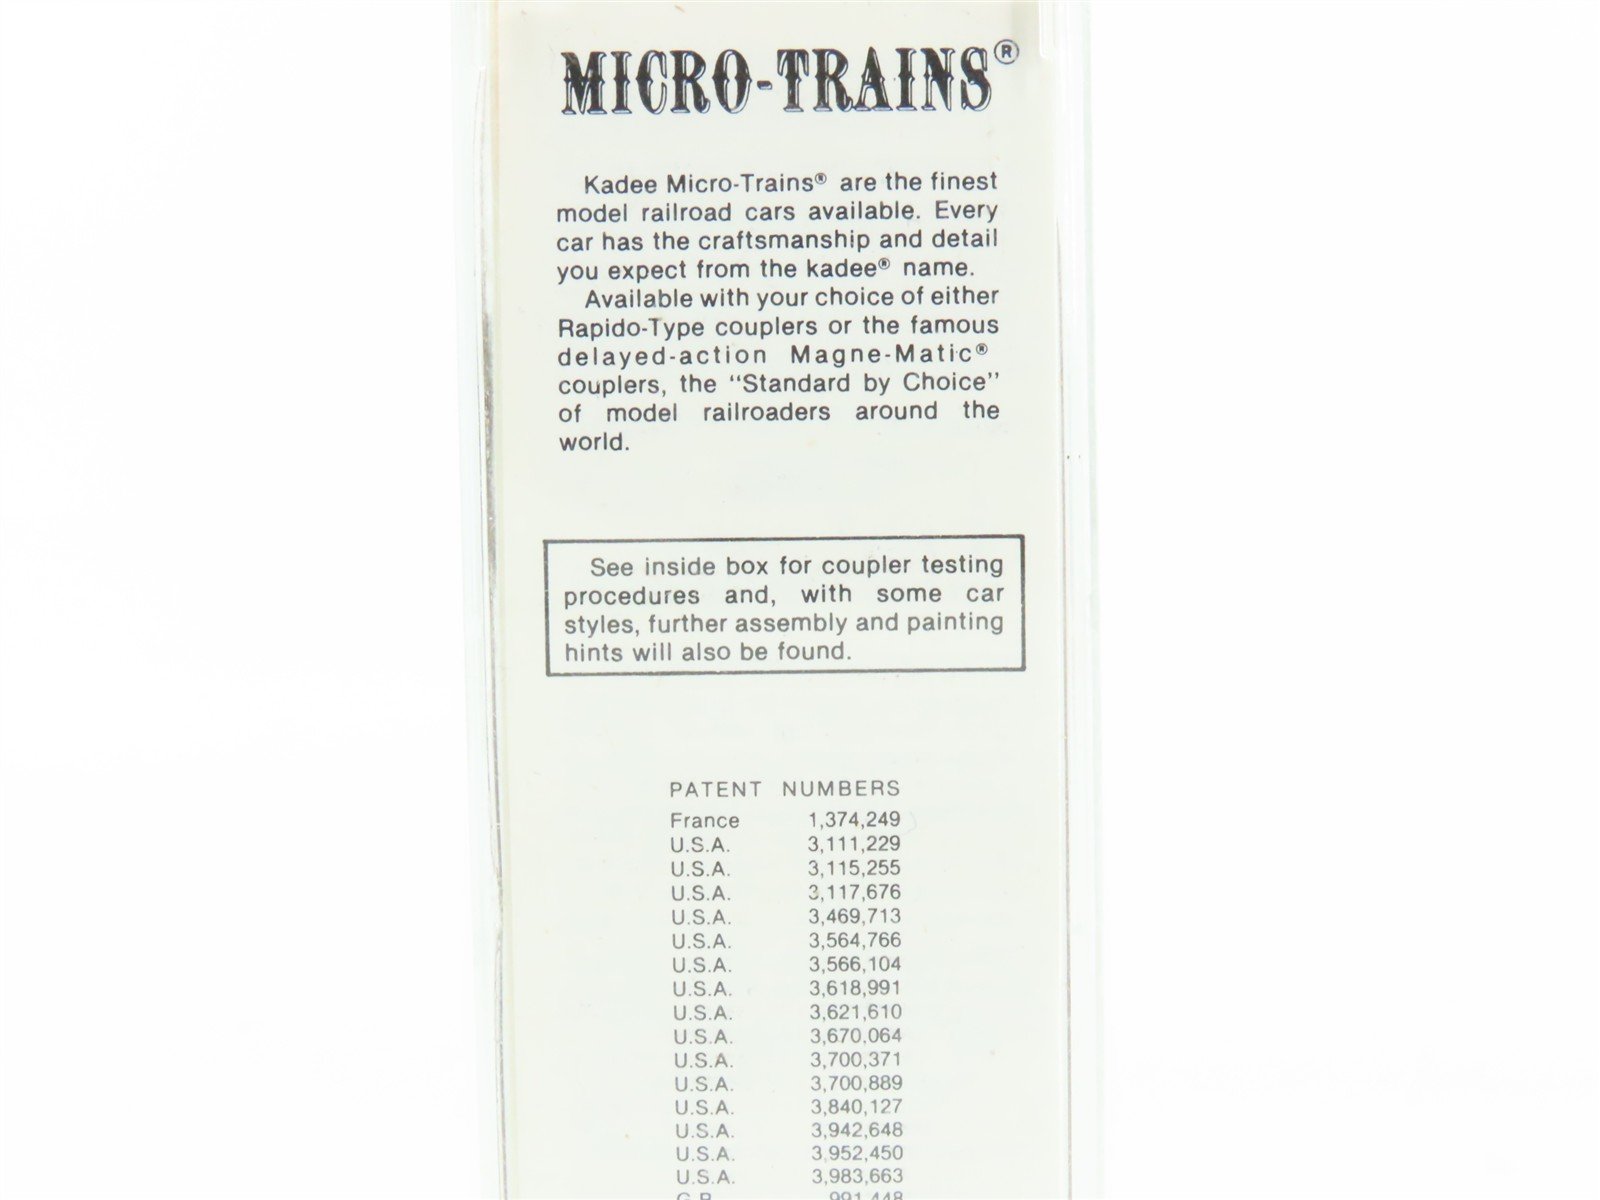 MICRO-TRAINS®
Kadee Micro-Trains® are the finest
model railroad cars available. Every
car has the craftsmanship and detail
you expect from the kadee® name.
Available with your choice of either
Rapido-Type couplers or the famous
delayed-action Magne-Matic®
couplers, the "Standard by Choice"
of model railroaders around the
world.
See inside box for coupler testing
procedures and, with some car
styles, further assembly and painting
hints will also be found.
PATENT NUMBERS
France 1,374,249
U.S.A. 3,111,229
U.S.A. 3,115,255
U.S.A. 3,117,676
U.S.A. 3,469,713
U.S.A. 3,564,766
U.S.A. 3,566,104
U.S.A. 3,618,991
U.S.A. 3,621,610
U.S.A. 3,670,064
U.S.A. 3,700,371
U.S.A. 3,700,889
U.S.A. 3,840,127
U.S.A. 3,942,648
U.S.A. 3,952,450
U.S.A. 3,983,663
991,448